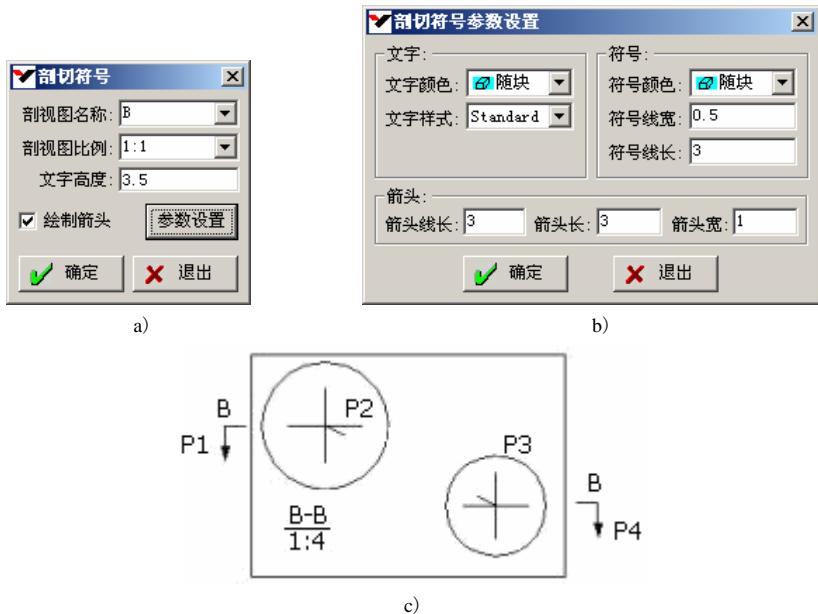 剖切符号
剖视图名称: B
剖视图比例: 1:1
文字高度: 3.5
绘制箭头 参数设置
确定 退出
a)
剖切符号参数设置
文字:
文字颜色: 随块
文字样式: Standard
符号:
符号颜色: 随块
符号线宽: 0.5
符号线长: 3
箭头:
箭头线长: 3 箭头长: 3 箭头宽: 1
确定 退出
b)
B P2
P1 P3
B
B-B
1:4
P4
c)